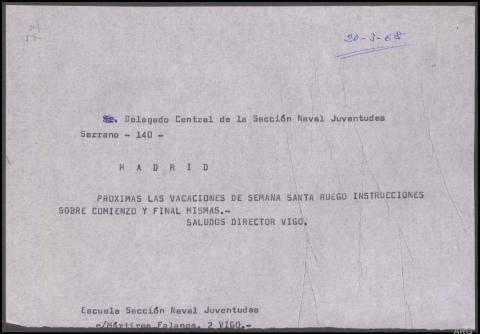 20-3-68
Sr. Delegado Central de la Sección Naval Juventudes
Serrano - 140 -
M A D R I D
PROXIMAS LAS VACACIONES DE SEMANA SANTA RUEGO INSTRUCCIONES
SOBRE COMIENZO Y FINAL MISMAS.-
SALUDOS DIRECTOR VIGO.
Escuela Sección Naval Juventudes
c/Mártires Falange, 2 VIGO.-